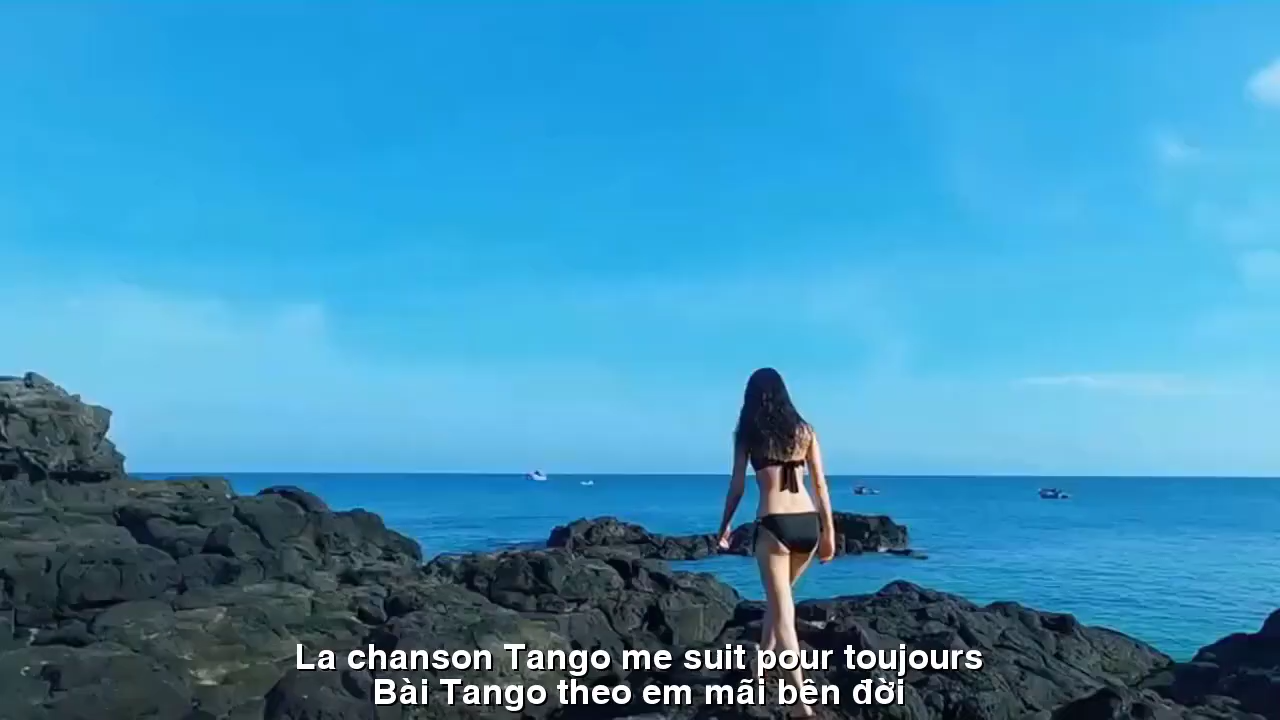 La chanson Tango me suit pour toujours
Bài Tango theo em mãi bên đời